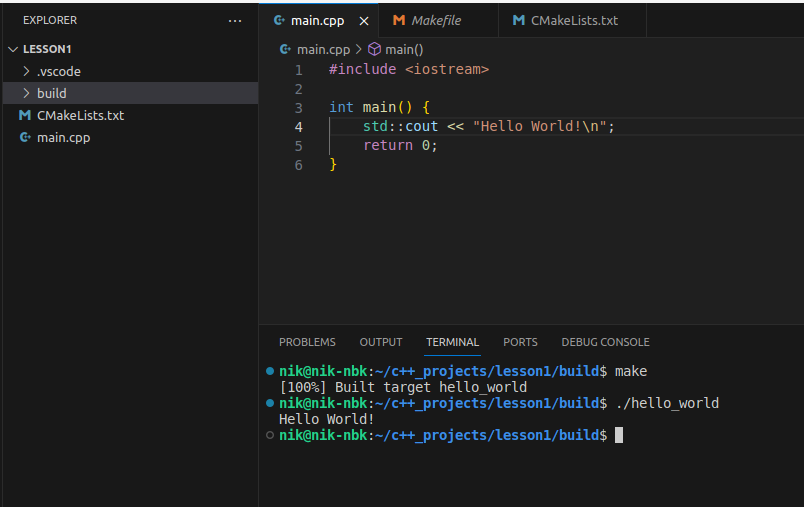 EXPLORER
LESSON1
.vscode
build
CMakeLists.txt
main.cpp
main.cpp Makefile CMakeLists.txt
main.cpp main()
1 #include <iostream>
2
3 int main() {
4 std::cout << "Hello World!\n";
5 return 0;
6 }
PROBLEMS OUTPUT TERMINAL PORTS DEBUG CONSOLE
nik@nik-nbk:~/c++_projects/lesson1/build$ make
[100%] Built target hello_world
nik@nik-nbk:~/c++_projects/lesson1/build$ ./hello_world
Hello World!
nik@nik-nbk:~/c++_projects/lesson1/build$